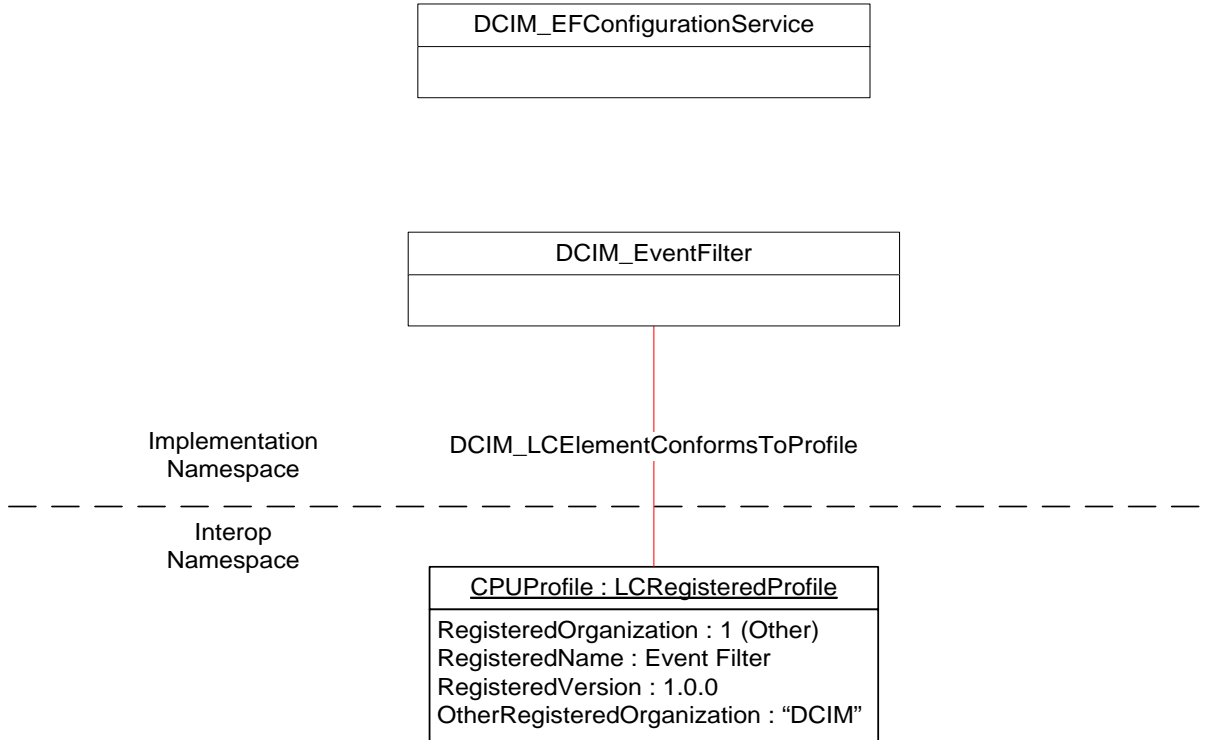 DCIM_EFConfigurationService
DCIM_EventFilter
Implementation
Namespace
DCIM_LCElementConformsToProfile
Interop
Namespace
CPUProfile : LCRegisteredProfile
RegisteredOrganization : 1 (Other)
RegisteredName : Event Filter
RegisteredVersion : 1.0.0
OtherRegisteredOrganization : “DCIM”